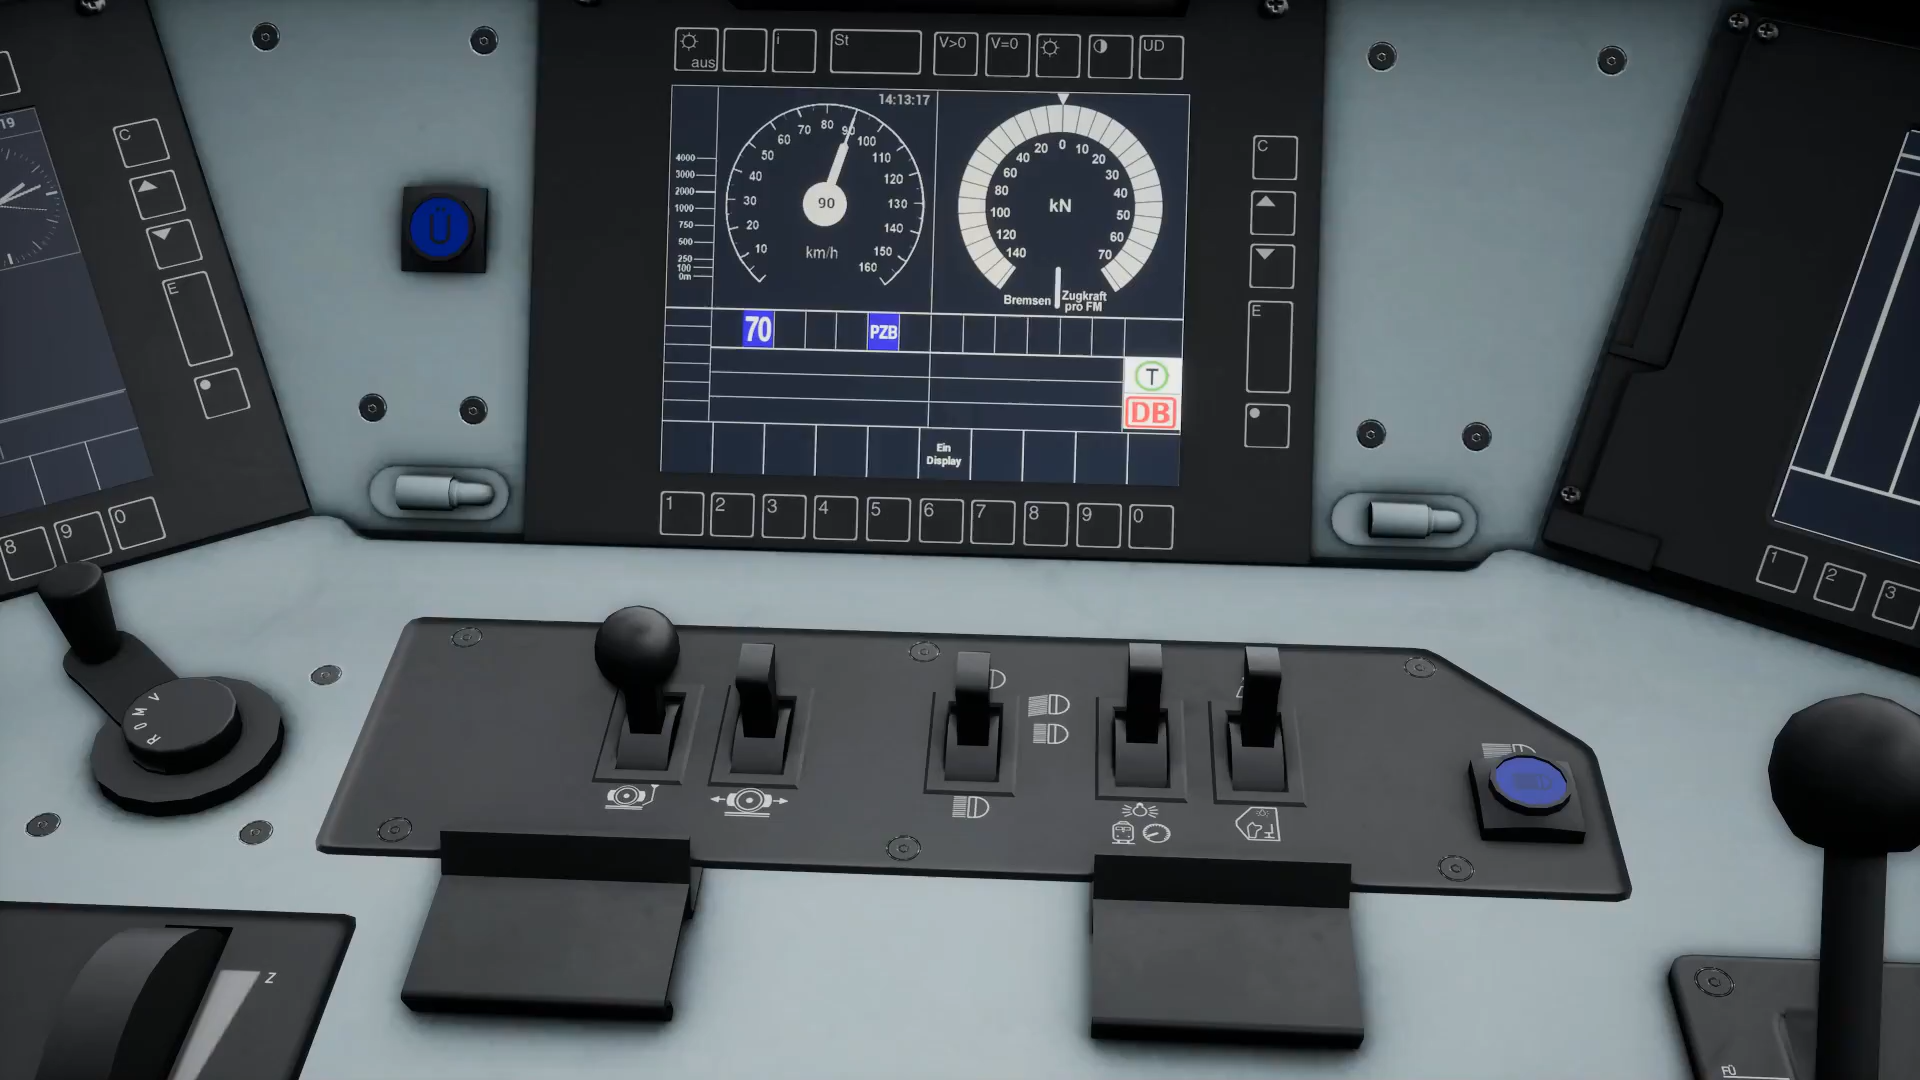 aus
i
St
V>0
V=0
UD
19
C
E
8
9
0
Ü
14:13:17
4000
3000
2000
1000
750
500
250
100
0m
10
20
30
40
50
60
70
80
90
100
110
120
130
140
150
160
90
km/h
140
120
100
80
60
40
20
0
10
20
30
40
50
60
70
kN
Bremsen
Zugkraft
pro FM
70
PZB
T
DB
Ein
Display
1
2
3
4
5
6
7
8
9
0
C
E
1
2
3
V
M
O
R
Z
FÜ